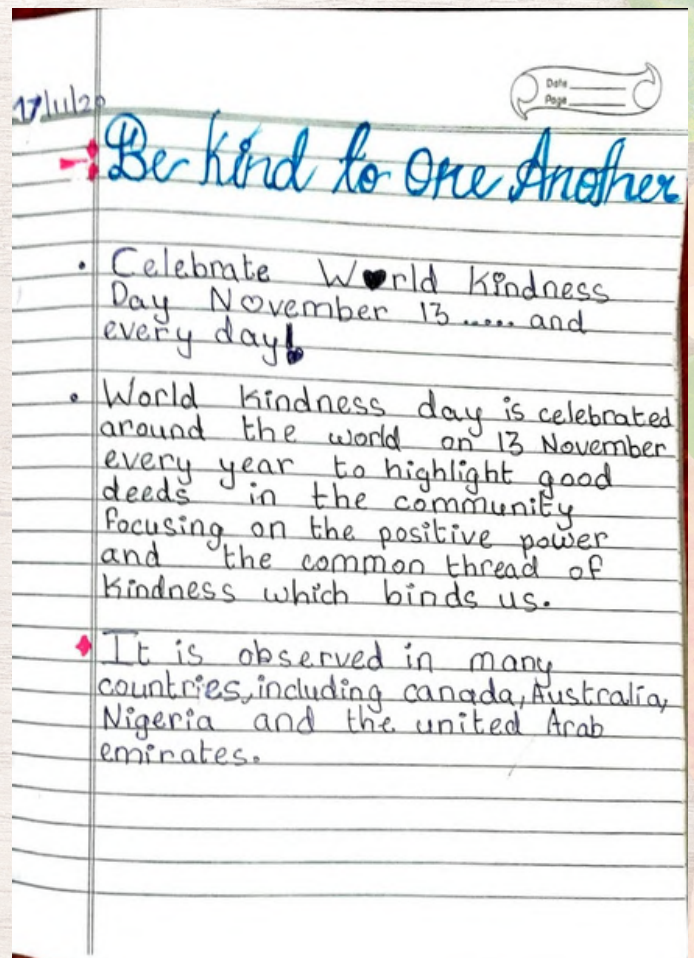 Date
Page
17/11/20
Be Kind to One Another
• Celebrate World Kindness
Day November 13 ..... and
every day!
• World Kindness day is celebrated
around the world on 13 November
every year to highlight good
deeds in the community
focusing on the positive power
and the common thread of
Kindness which binds us.
It is observed in many
countries, including canada, Australia,
Nigeria and the united Arab
emirates.